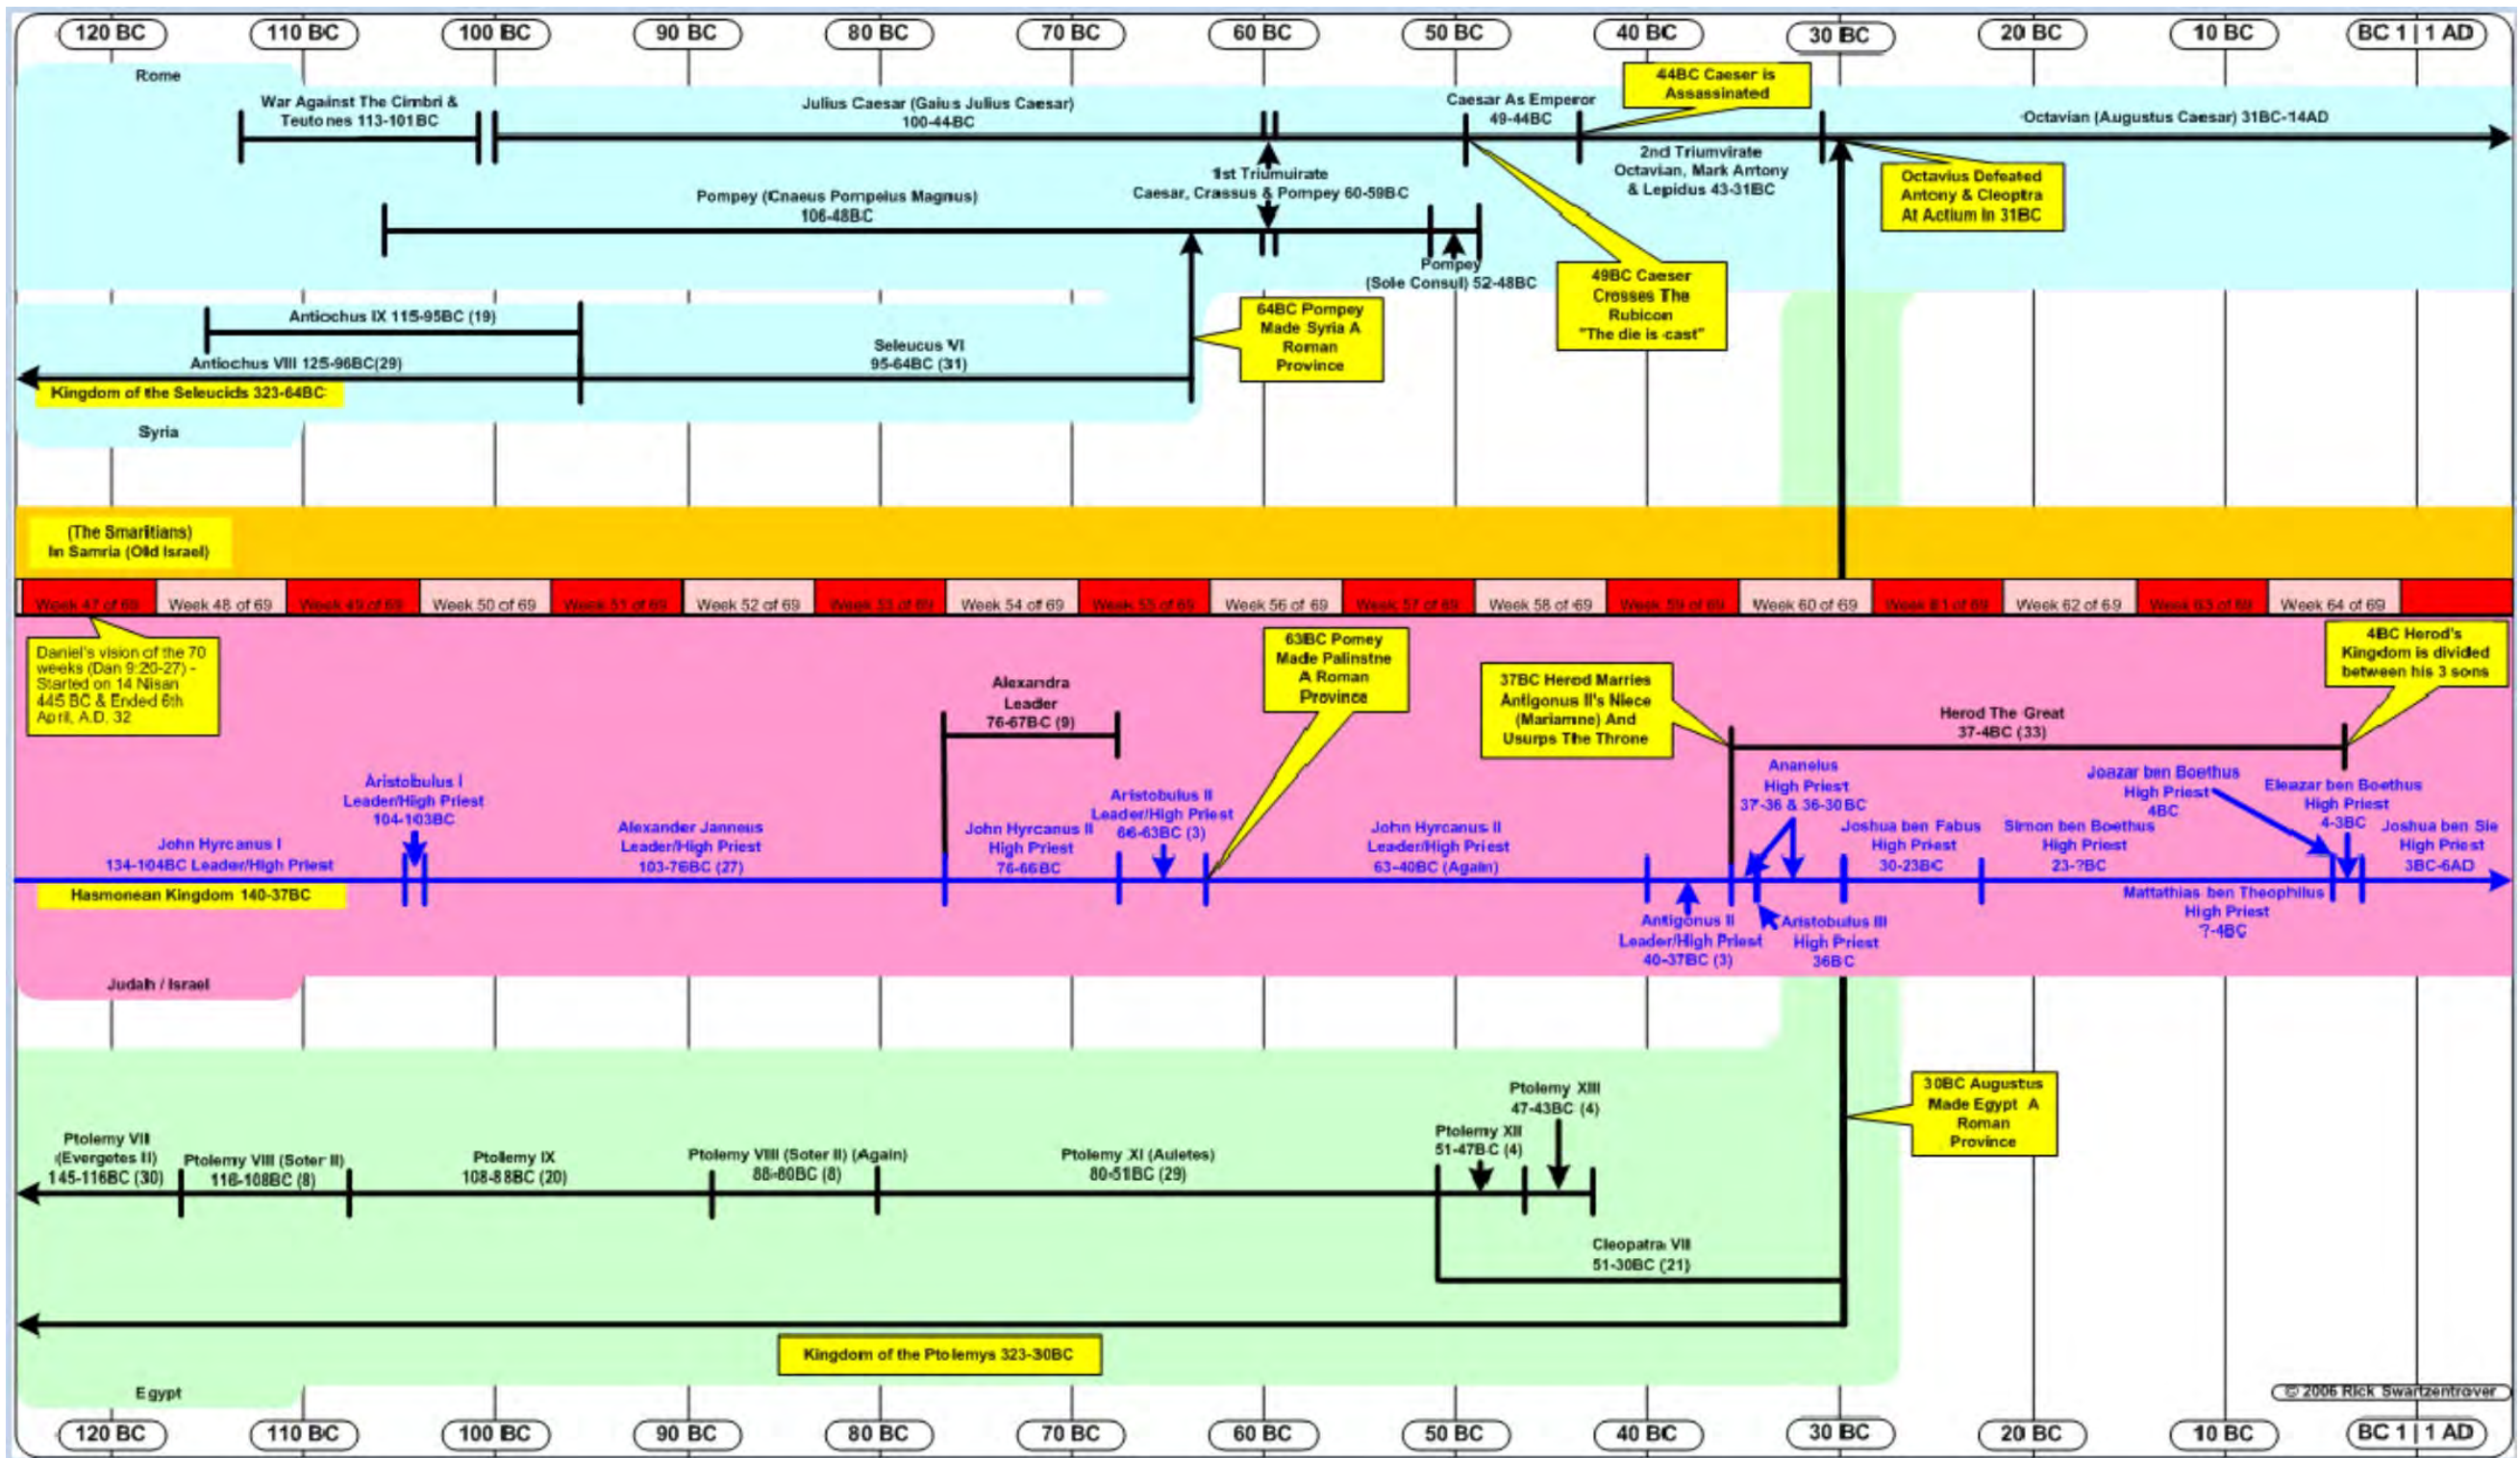 120 BC
110 BC
100 BC
90 BC
80 BC
70 BC
60 BC
50 BC
40 BC
30 BC
20 BC
10 BC
BC 1 | 1 AD
Rome
War Against The Cimbri &
Teutones 113-101BC
Julius Caesar (Gaius Julius Caesar)
100-44BC
Caesar As Emperor
49-44BC
44BC Caeser is
Assassinated
Octavian (Augustus Caesar) 31BC-14AD
1st Triumuirate
Caesar, Crassus & Pompey 60-59BC
2nd Triumvirate
Octavian, Mark Antony
& Lepidus 43-31BC
Octavius Defeated
Antony & Cleoptra
At Actium in 31BC
Pompey (Cnaeus Pompelus Magnus)
106-48BC
Pompey
(Sole Consul) 52-48BC
49BC Caeser
Crosses The
Rubicon
"The die is cast"
64BC Pompey
Made Syria A
Roman
Province
Antiochus IX 115-95BC (19)
Antiochus VIII 125-96BC(29)
Seleucus VI
95-64BC (31)
Kingdom of the Seleucids 323-64BC
Syria
(The Smaritians)
In Samria (Old Israel)
Week 47 of 69
Week 48 of 69
Week 49 of 69
Week 50 of 69
Week 51 of 69
Week 52 of 69
Week 53 of 69
Week 54 of 69
Week 55 of 69
Week 56 of 69
Week 57 of 69
Week 58 of 69
Week 59 of 69
Week 60 of 69
Week 61 of 69
Week 62 of 69
Week 63 of 69
Week 64 of 69
Daniel's vision of the 70
weeks (Dan 9:20-27) -
Started on 14 Nisan
445 BC & Ended 6th
April, A.D. 32
63BC Pomey
Made Palinstne
A Roman
Province
37BC Herod Marries
Antigonus II's Niece
(Mariamne) And
Usurps The Throne
4BC Herod's
Kingdom is divided
between his 3 sons
Alexandra
Leader
76-67BC (9)
Herod The Great
37-4BC (33)
John Hyrcanus I
134-104BC Leader/High Priest
Aristobulus I
Leader/High Priest
104-103BC
Alexander Janneus
Leader/High Priest
103-76BC (27)
John Hyrcanus II
High Priest
76-66BC
Aristobulus II
Leader/High Priest
66-63BC (3)
John Hyrcanus II
Leader/High Priest
63-40BC (Again)
Ananelus
High Priest
37-36 & 36-30BC
Joshua ben Fabus
High Priest
30-23BC
Simon ben Boethus
High Priest
23-?BC
Joazar ben Boethus
High Priest
4BC
Eleazar ben Boethus
High Priest
4-3BC
Joshua ben Sie
High Priest
3BC-6AD
Hasmonean Kingdom 140-37BC
Antigonus II
Leader/High Priest
40-37BC (3)
Aristobulus III
High Priest
36BC
Mattathias ben Theophilus
High Priest
?-4BC
Judah / Israel
Ptolemy VII
(Evergetes II)
145-116BC (30)
Ptolemy VIII (Soter II)
116-108BC (8)
Ptolemy IX
108-88BC (20)
Ptolemy VIII (Soter II) (Again)
88-80BC (8)
Ptolemy XI (Auletes)
80-51BC (29)
Ptolemy XII
51-47BC (4)
Ptolemy XIII
47-43BC (4)
30BC Augustus
Made Egypt A
Roman
Province
Cleopatra VII
51-30BC (21)
Kingdom of the Ptolemys 323-30BC
Egypt
© 2006 Rick Swartzentrover
120 BC
110 BC
100 BC
90 BC
80 BC
70 BC
60 BC
50 BC
40 BC
30 BC
20 BC
10 BC
BC 1 | 1 AD